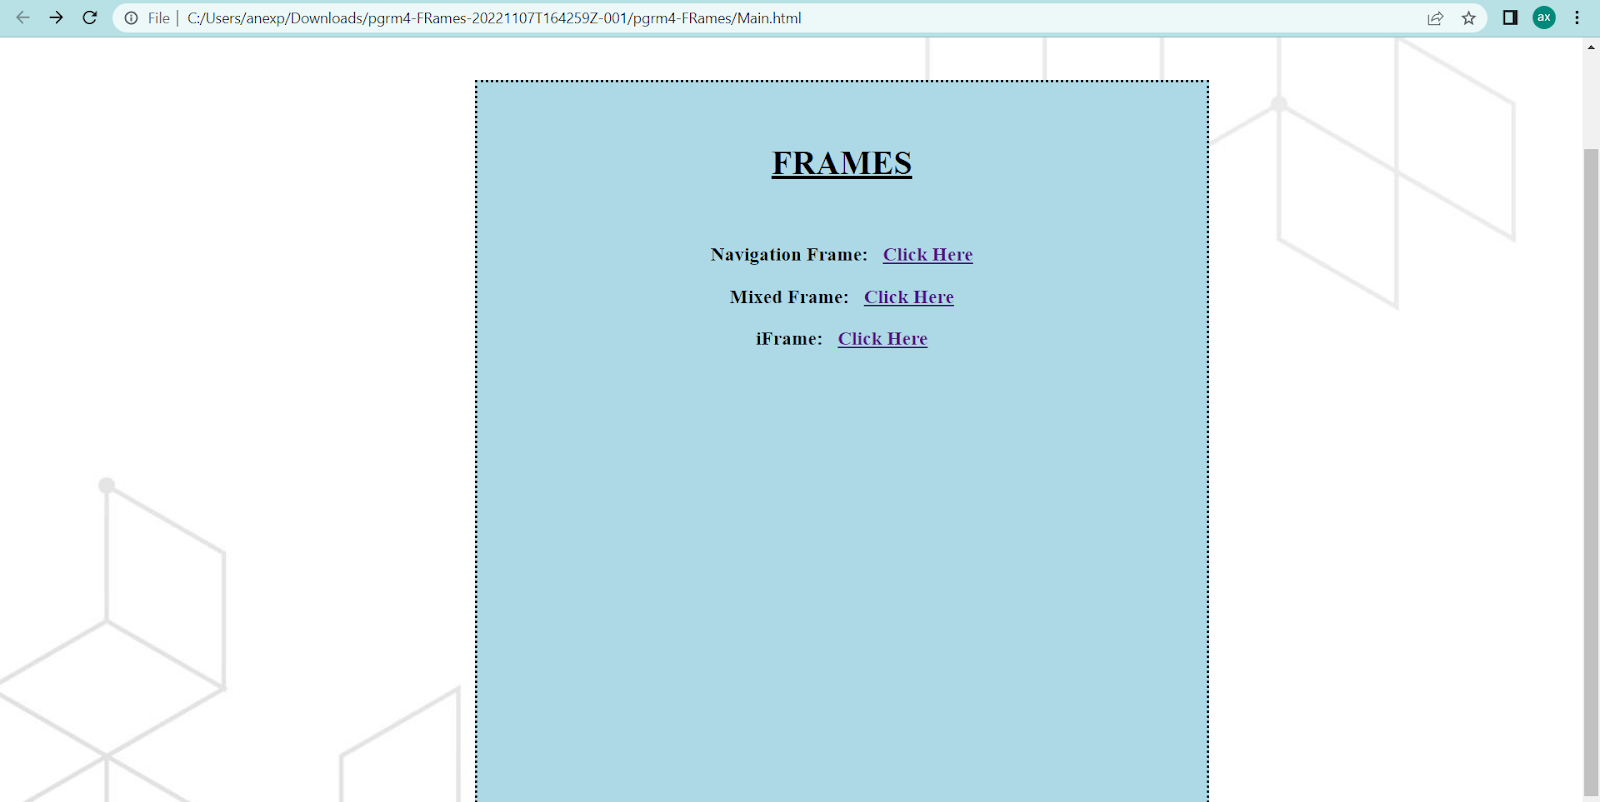 File | C:/Users/anexp/Downloads/pgrm4-FRames-20221107T164259Z-001/pgrm4-FRames/Main.html
ax
FRAMES
Navigation Frame: Click Here
Mixed Frame: Click Here
iFrame: Click Here